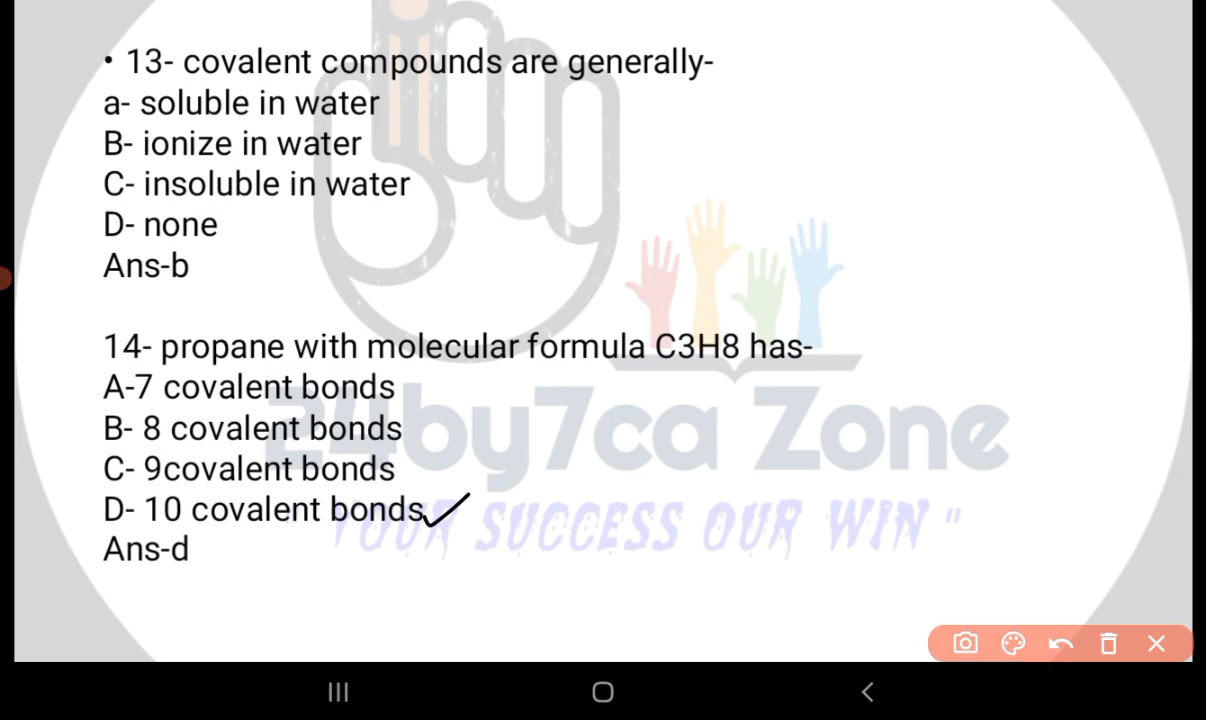 • 13- covalent compounds are generally-
a- soluble in water
B- ionize in water
C- insoluble in water
D- none
Ans-b
14- propane with molecular formula C3H8 has-
A-7 covalent bonds
B- 8 covalent bonds
C- 9covalent bonds
D- 10 covalent bonds
Ans-d
24by7ca Zone
" YOUR SUCCESS OUR WIN "